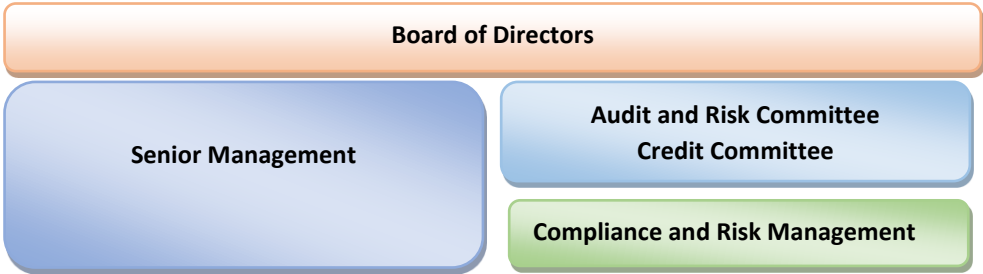 Board of Directors
Senior Management
Audit and Risk Committee
Credit Committee
Compliance and Risk Management